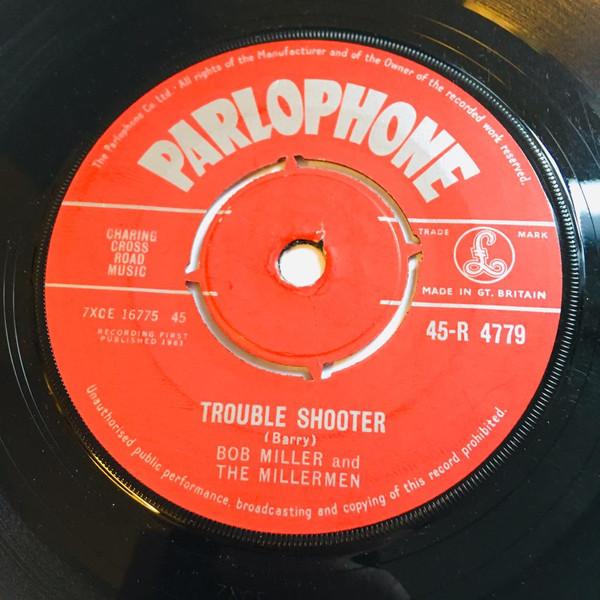 The Parlophone Co Ltd · All rights of the Manufacturer and of the Owner of the recorded work reserved.
PARLOPHONE
CHARING
CROSS
ROAD
MUSIC
TRADE MARK
£
MADE IN GT. BRITAIN
7XCE 16775 45
45-R 4779
RECORDING FIRST
PUBLISHED 1961
TROUBLE SHOOTER
(Barry)
BOB MILLER and
THE MILLERMEN
Unauthorised public performance, broadcasting and copying of this record prohibited.